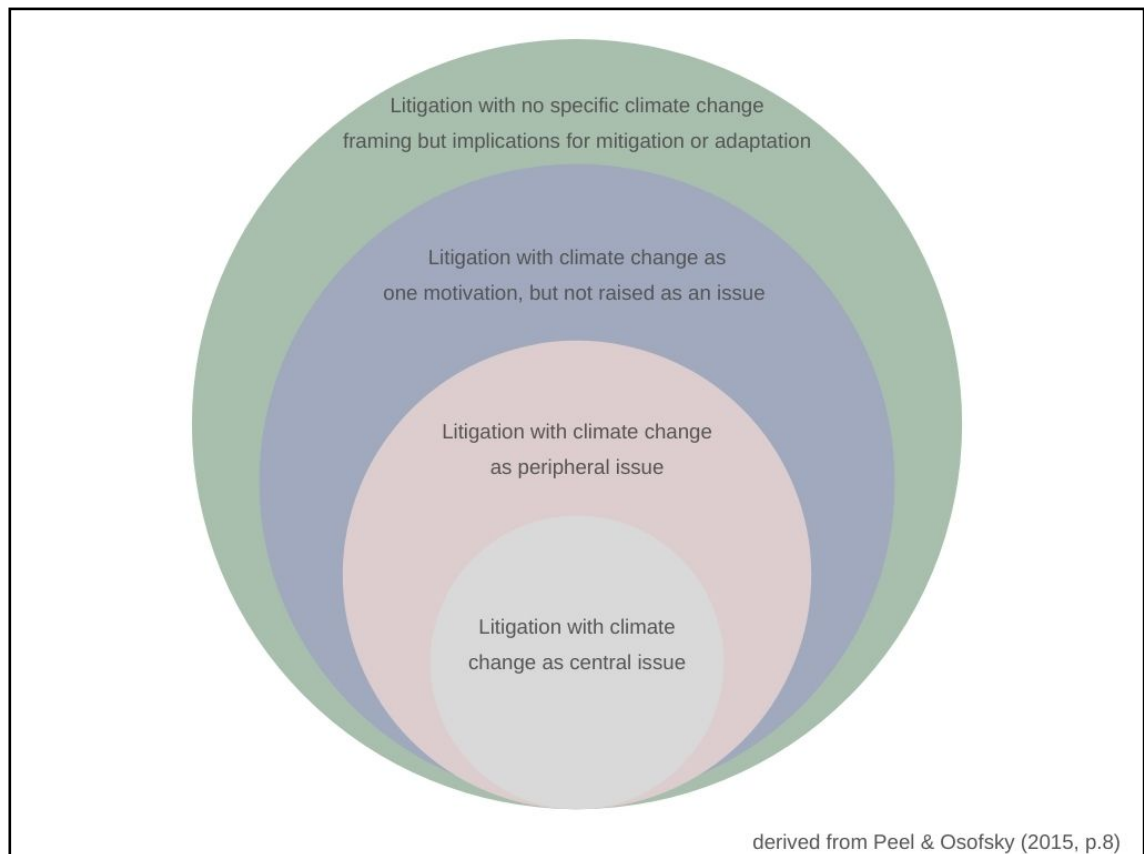 Litigation with no specific climate change
framing but implications for mitigation or adaptation
Litigation with climate change as
one motivation, but not raised as an issue
Litigation with climate change
as peripheral issue
Litigation with climate
change as central issue
derived from Peel & Osofsky (2015, p.8)